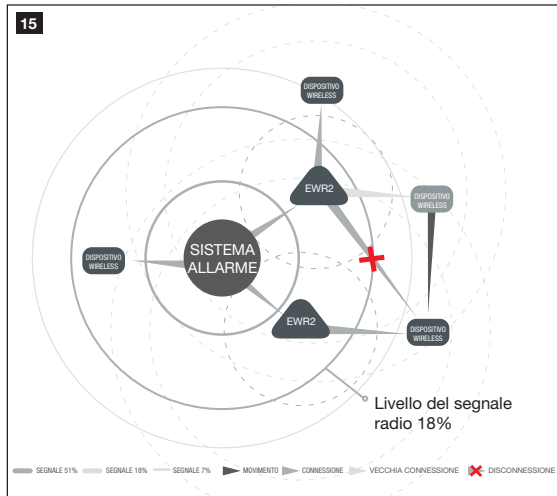 15
DISPOSITIVO
WIRELESS
EWR2
DISPOSITIVO
WIRELESS
SISTEMA
ALLARME
DISPOSITIVO
WIRELESS
EWR2
DISPOSITIVO
WIRELESS
Livello del segnale
radio 18%
SEGNALE 51% SEGNALE 18% SEGNALE 7% MOVIMENTO CONNESSIONE VECCHIA CONNESSIONE DISCONNESSIONE